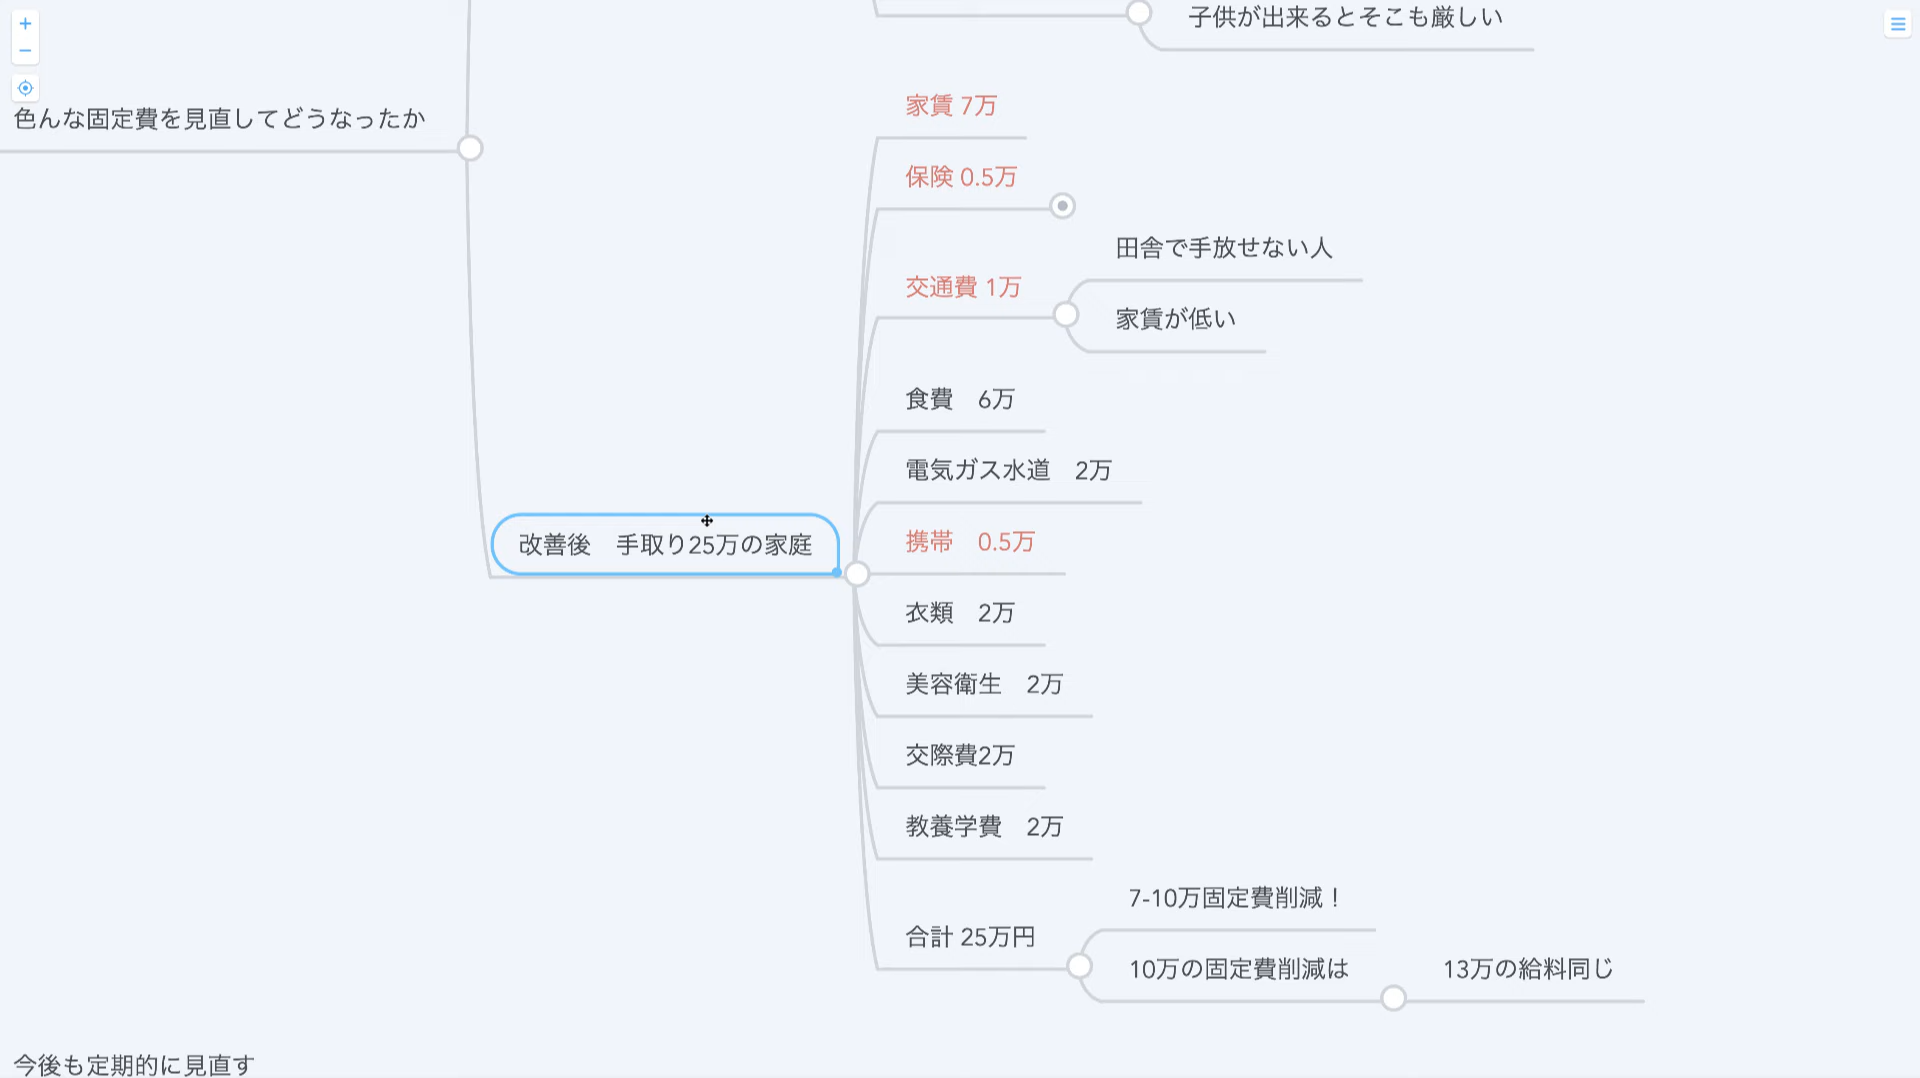 子供が出来るとそこも厳しい
色んな固定費を見直してどうなったか
家賃 7万
保険 0.5万
交通費 1万
田舎で手放せない人
家賃が低い
食費　6万
電気ガス水道　2万
改善後　手取り25万の家庭
携帯　0.5万
衣類　2万
美容衛生　2万
交際費2万
教養学費　2万
合計 25万円
7-10万固定費削減！
10万の固定費削減は
13万の給料同じ
今後も定期的に見直す